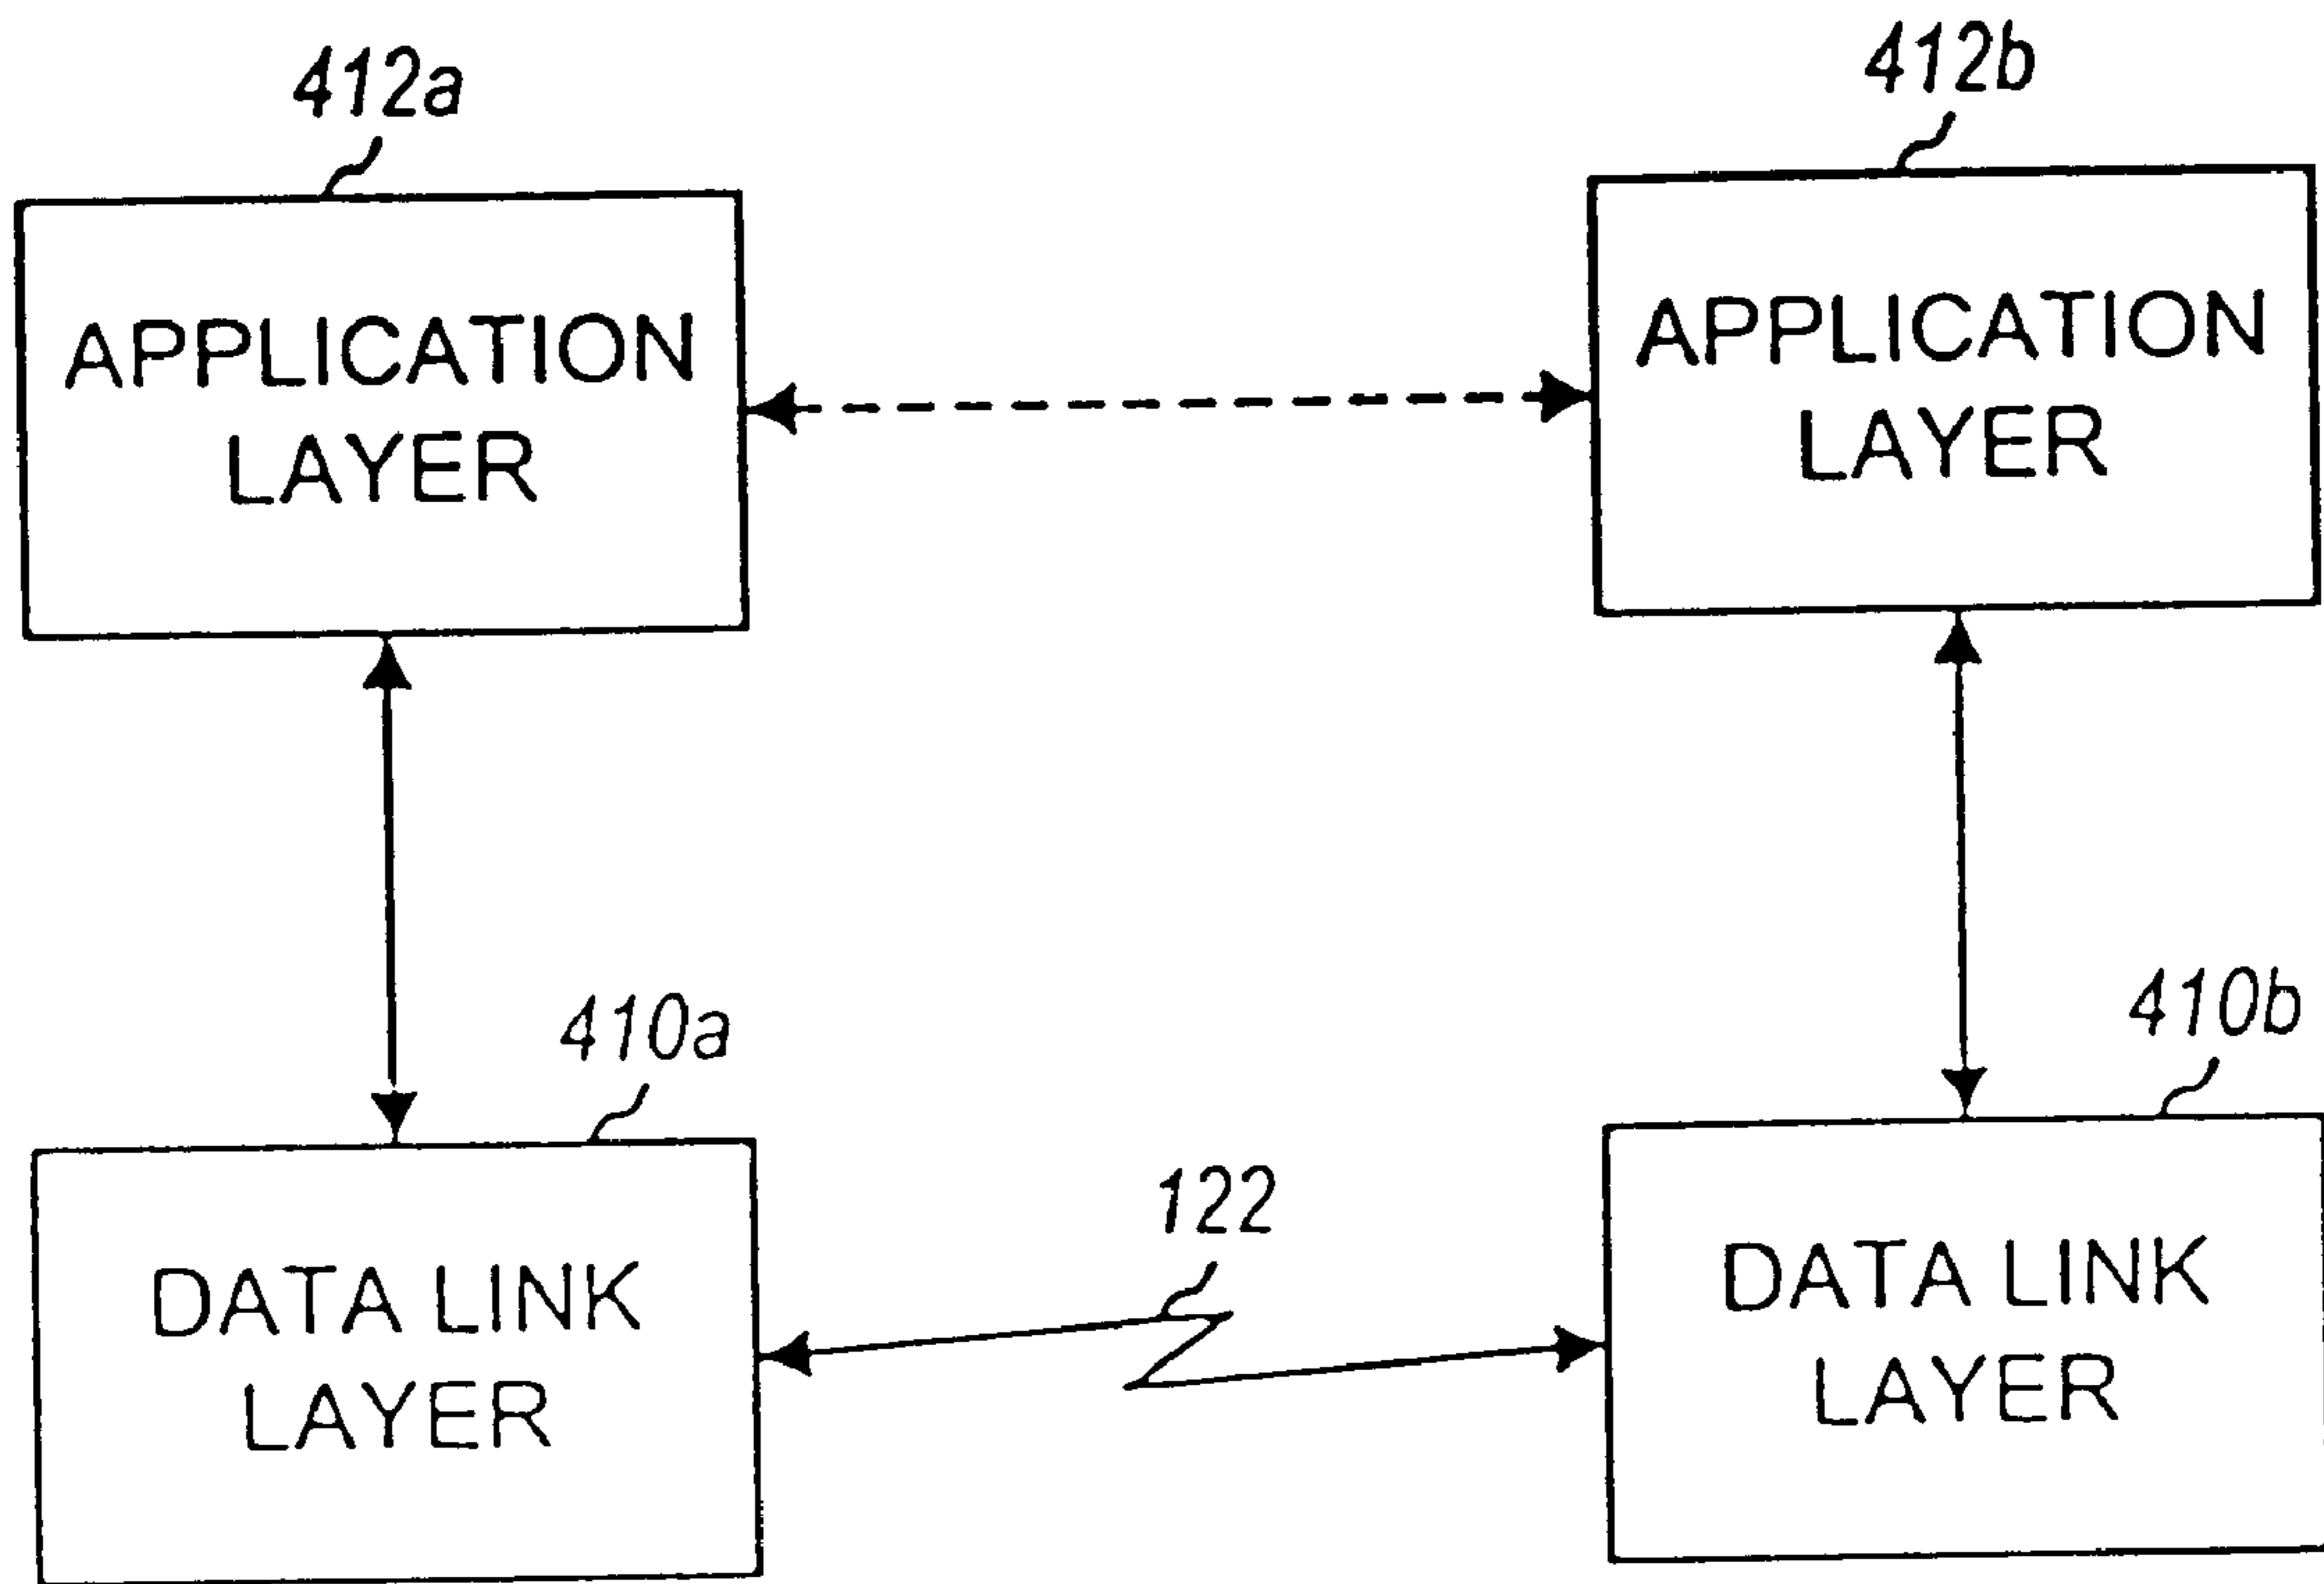 412a
412b
APPLICATION
LAYER
APPLICATION
LAYER
410a
410b
122
DATA LINK
LAYER
DATA LINK
LAYER